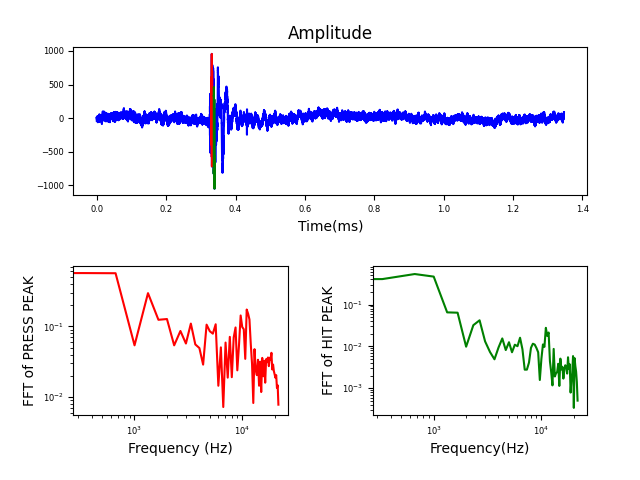 Amplitude
1000
500
0
−500
−1000
0.0 0.2 0.4 0.6 0.8 1.0 1.2 1.4
Time(ms)
FFT of PRESS PEAK
10⁻¹
10⁻²
10³ 10⁴
Frequency (Hz)
FFT of HIT PEAK
10⁻¹
10⁻²
10⁻³
10³ 10⁴
Frequency(Hz)